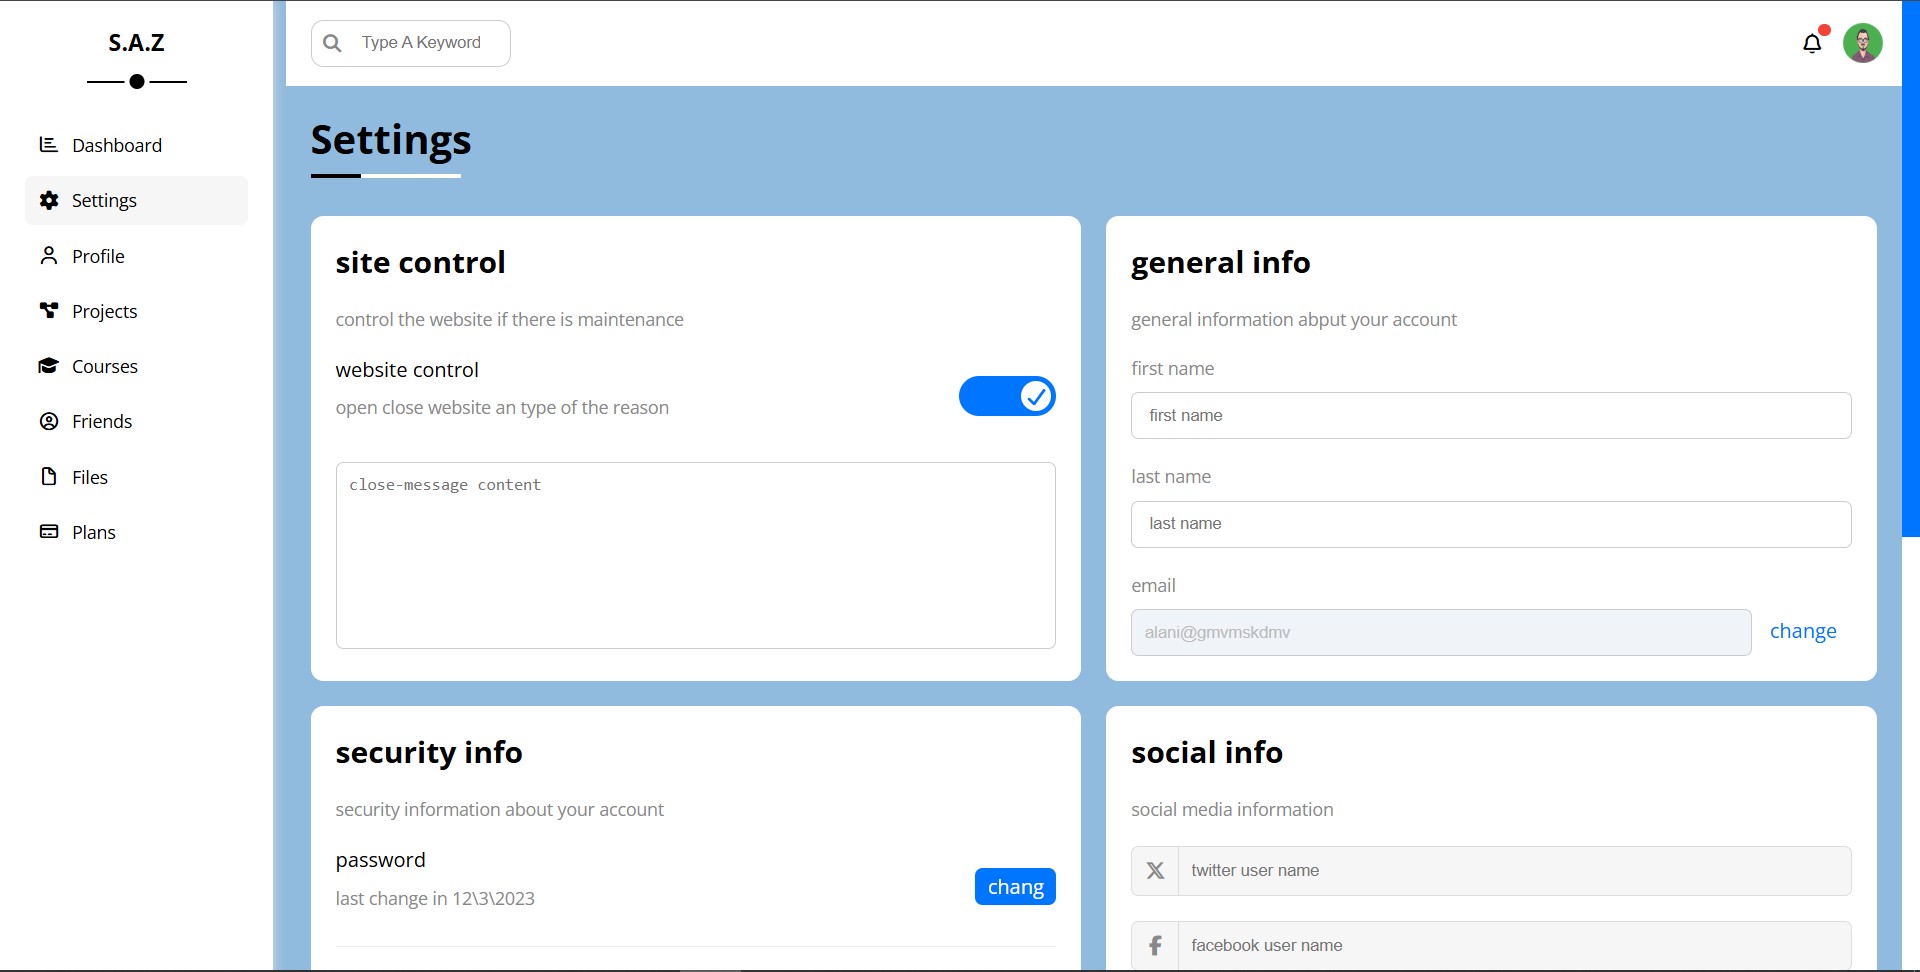 S.A.Z
Dashboard
Settings
Profile
Projects
Courses
Friends
Files
Plans
Type A Keyword
Settings
site control
control the website if there is maintenance
website control
open close website an type of the reason
close-message content
general info
general information abput your account
first name
first name
last name
last name
email
alani@gmvmskdmv
change
security info
security information about your account
password
last change in 12\3\2023
chang
social info
social media information
twitter user name
facebook user name